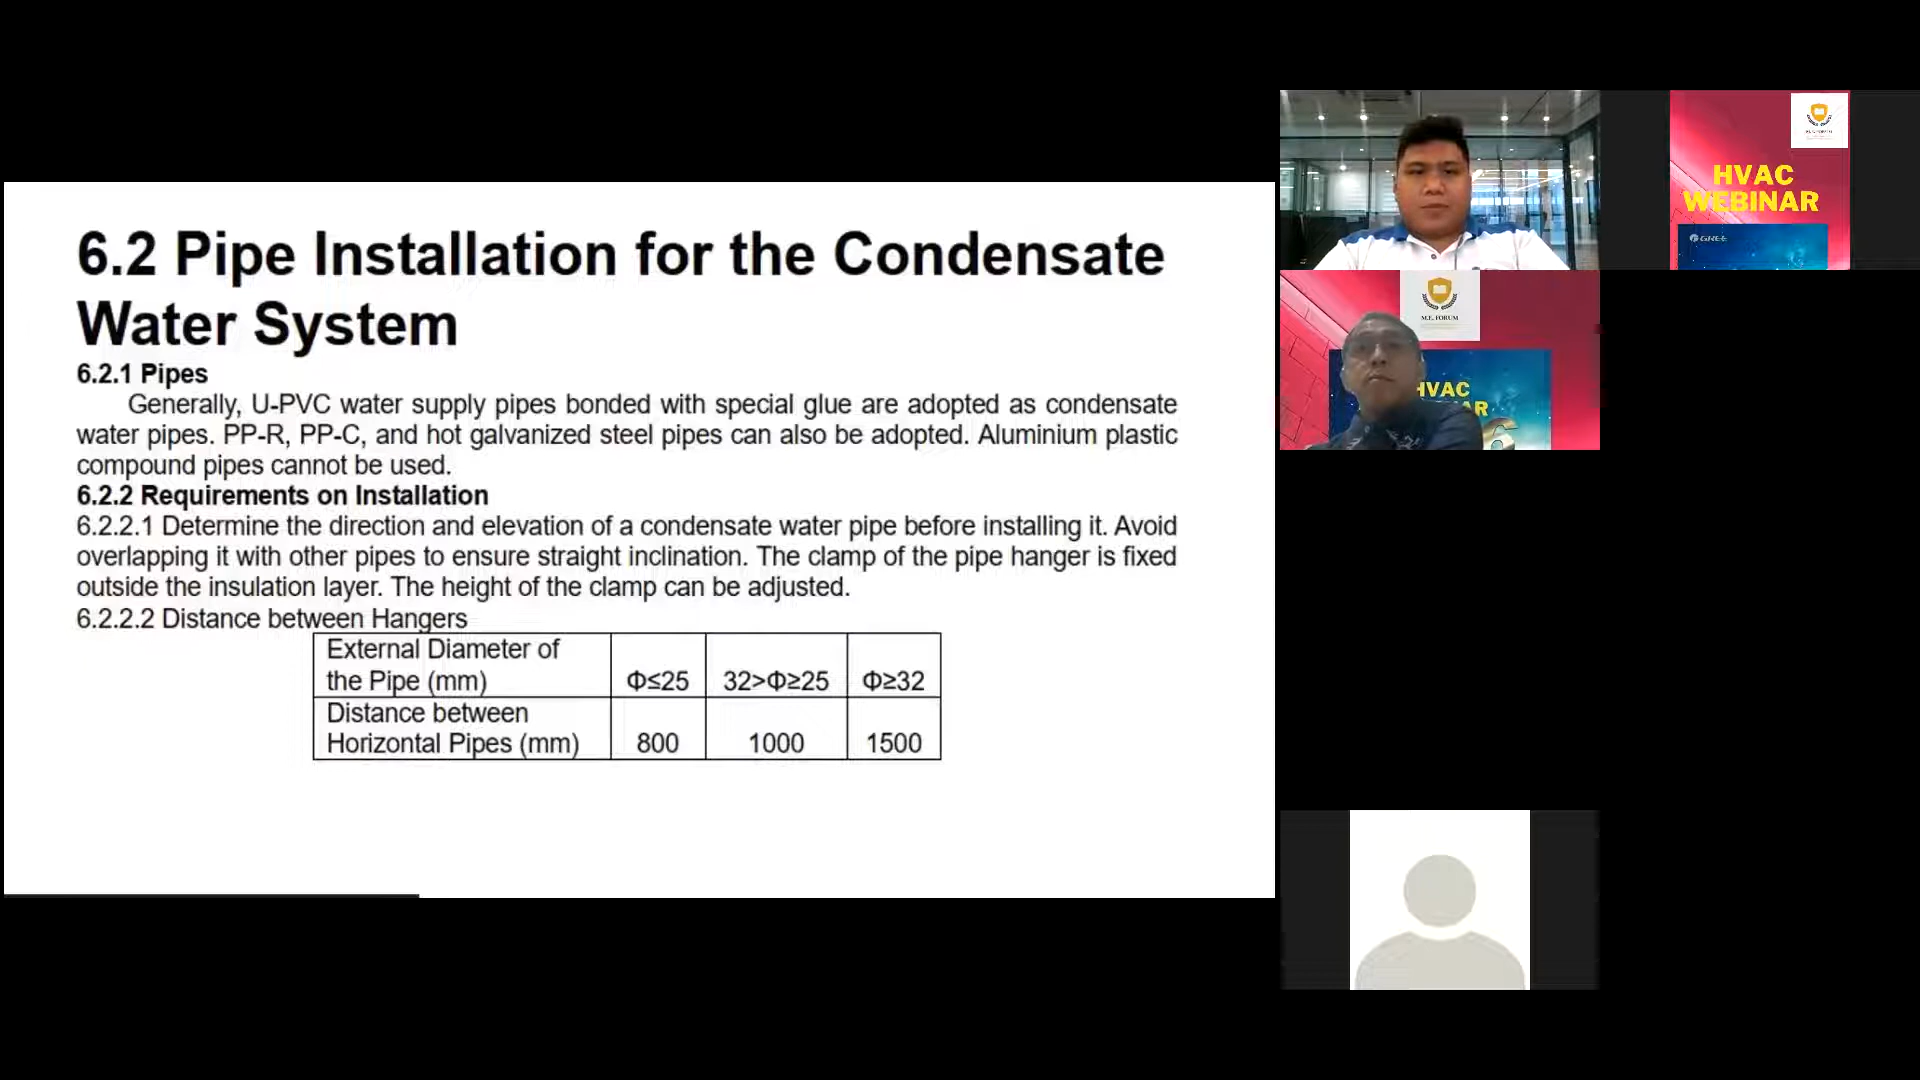 6.2 Pipe Installation for the Condensate
Water System
6.2.1 Pipes
Generally, U-PVC water supply pipes bonded with special glue are adopted as condensate
water pipes. PP-R, PP-C, and hot galvanized steel pipes can also be adopted. Aluminium plastic
compound pipes cannot be used.
6.2.2 Requirements on Installation
6.2.2.1 Determine the direction and elevation of a condensate water pipe before installing it. Avoid
overlapping it with other pipes to ensure straight inclination. The clamp of the pipe hanger is fixed
outside the insulation layer. The height of the clamp can be adjusted.
6.2.2.2 Distance between Hangers
External Diameter of
the Pipe (mm) Φ≤25 32>Φ≥25 Φ≥32
Distance between
Horizontal Pipes (mm) 800 1000 1500
M.E. FORUM
HVAC
WEBINAR
GREE
M.E. FORUM
HVAC